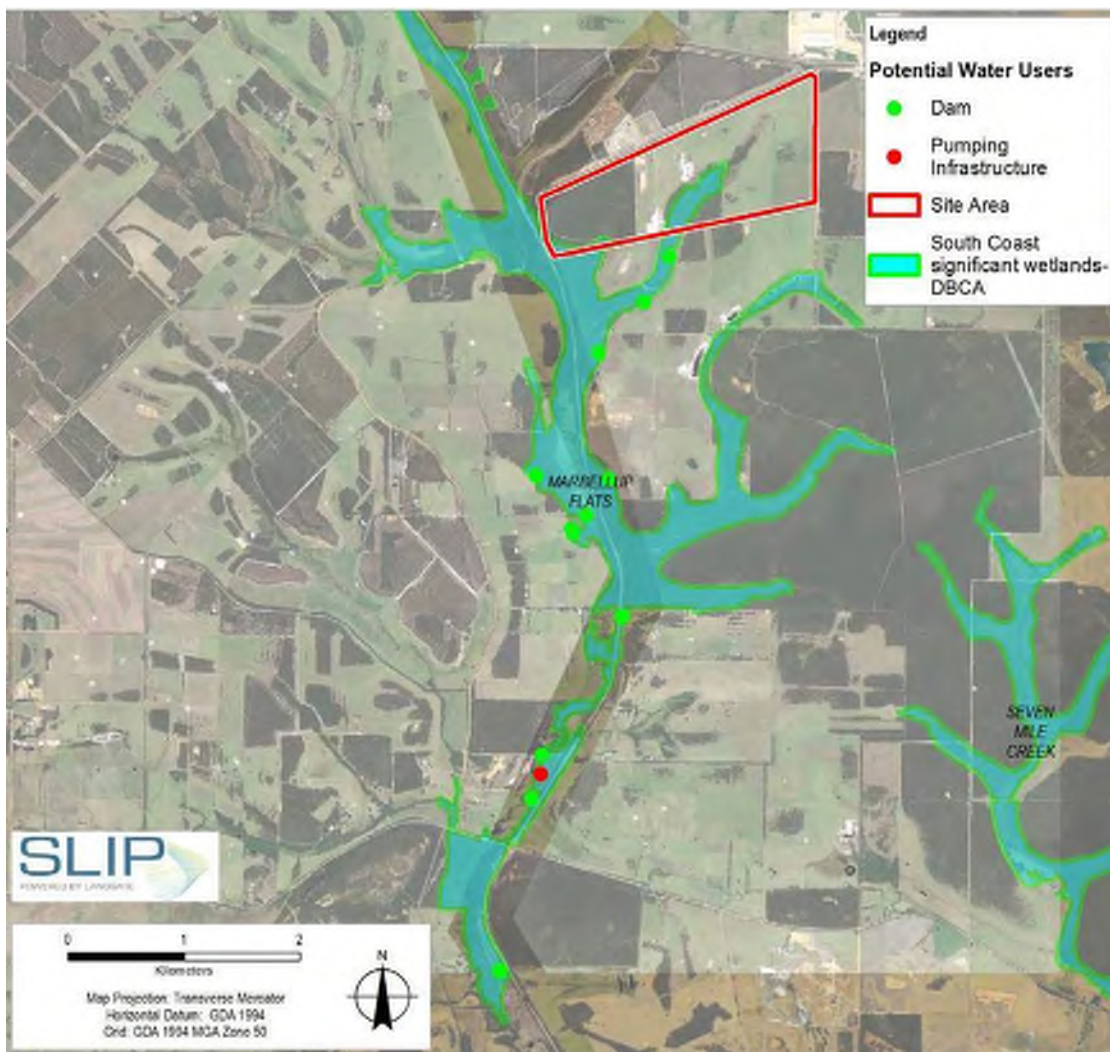 Legend
Potential Water Users
Dam
Pumping
Infrastructure
Site Area
South Coast
significant wetlands-
DBCA
MARBELLUP
FLATS
SEVEN
MILE
CREEK
SLIP
POWERED BY LANDGATE
0 1 2
Kilometers
N
Map Projection: Transverse Mercator
Horizontal Datum: GDA 1994
Grid: GDA 1994 MGA Zone 50